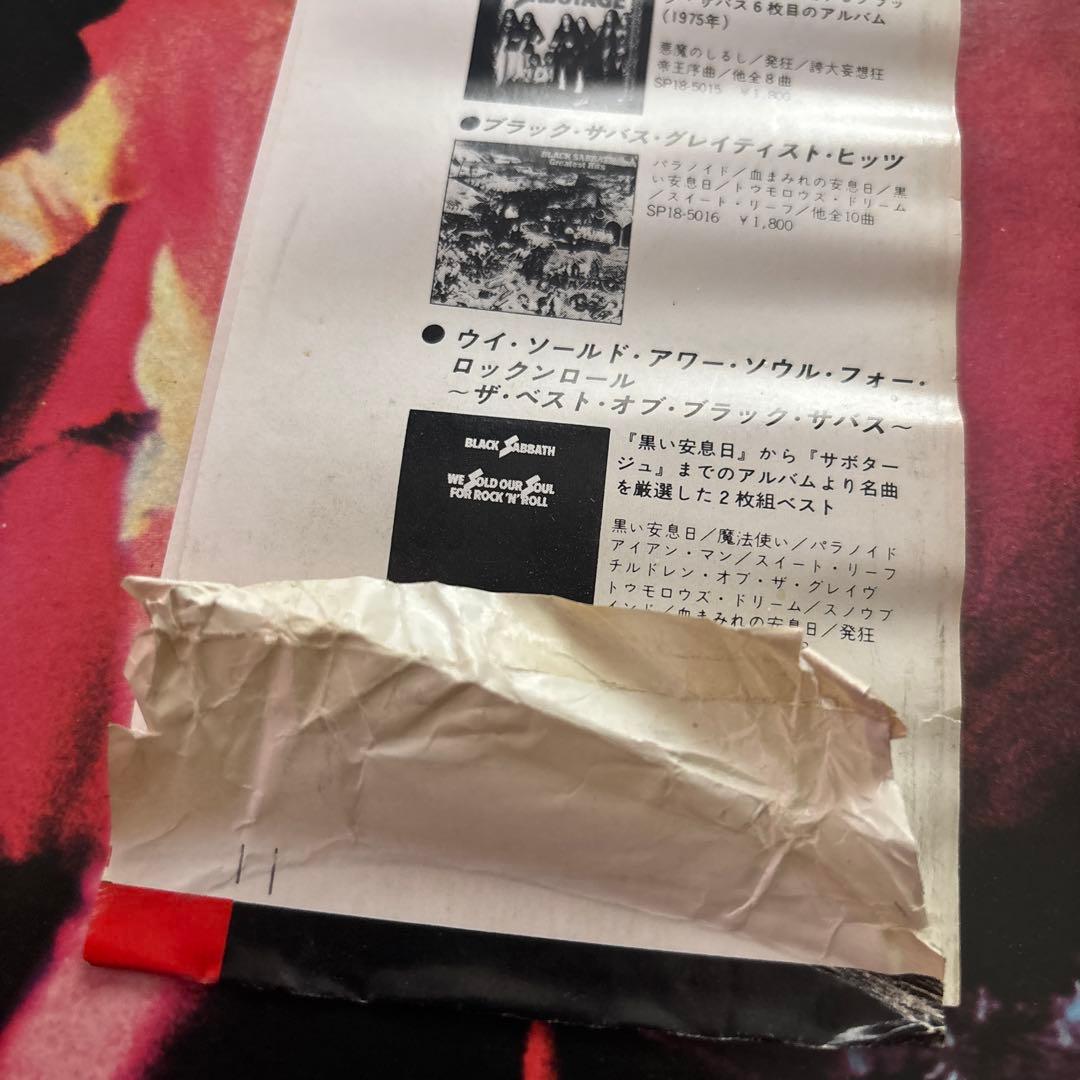 SABOTAGE
サバス6枚目のアルバム
(1975年)
悪魔のしるし/発狂/誇大妄想狂
帝王序曲/他全8曲
SP18-5015 ¥1,800
●ブラック・サバス・グレイティスト・ヒッツ
BLACK SABBATH
Greatest Hits
パラノイド/血まみれの安息日/黒
い安息日/トゥモロウズ・ドリーム
/スイート・リーフ/他全10曲
SP18-5016 ¥1,800
●ウイ・ソールド・アワー・ソウル・フォー・
ロックンロール
〜ザ・ベスト・オブ・ブラック・サバス〜
BLACK SABBATH
WE SOLD OUR SOUL
FOR ROCK 'N' ROLL
『黒い安息日』から『サボター
ジュ』までのアルバムより名曲
を厳選した2枚組ベスト
黒い安息日/魔法使い/パラノイド
アイアン・マン/スイート・リーフ
チルドレン・オブ・ザ・グレイヴ
トゥモロウズ・ドリーム/スノウブ
インド/血まみれの安息日/発狂